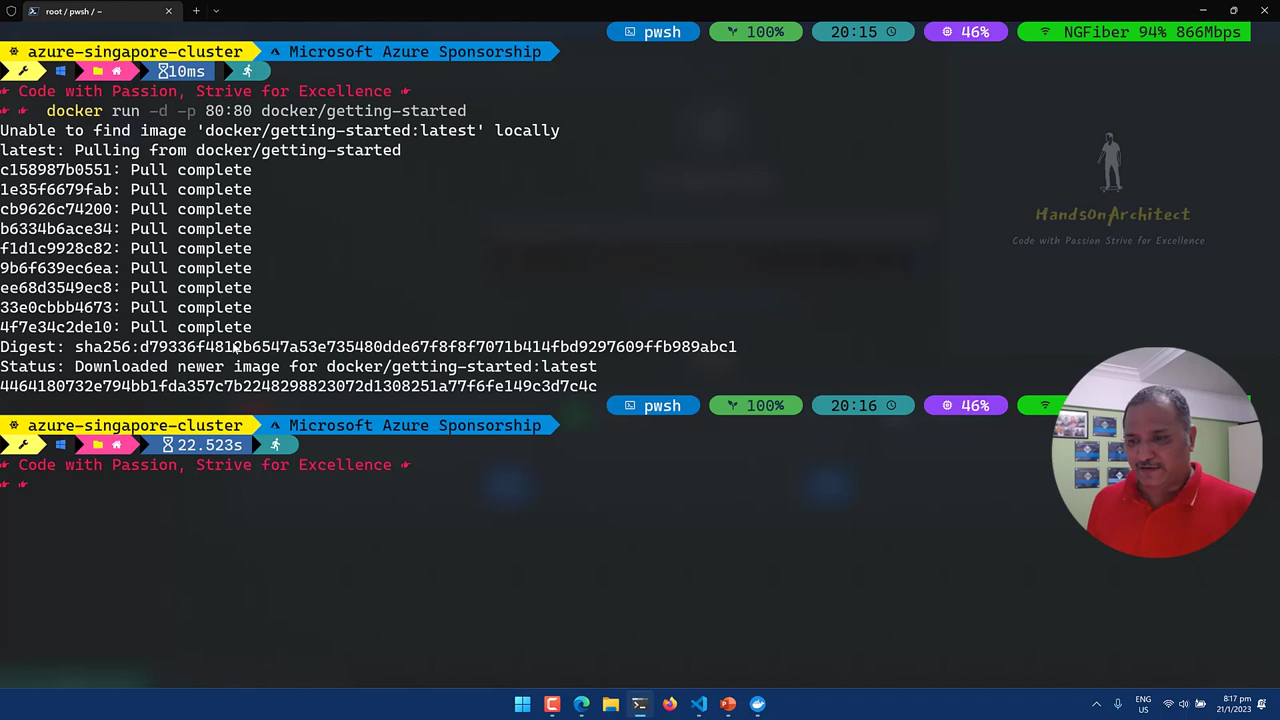 root / pwsh / ~
pwsh 100% 20:15 46% NGFiber 94% 866Mbps
azure-singapore-cluster Microsoft Azure Sponsorship
10ms
Code with Passion, Strive for Excellence
docker run -d -p 80:80 docker/getting-started
Unable to find image 'docker/getting-started:latest' locally
latest: Pulling from docker/getting-started
c158987b0551: Pull complete
1e35f6679fab: Pull complete
cb9626c74200: Pull complete
b6334b6ace34: Pull complete
f1d1c9928c82: Pull complete
9b6f639ec6ea: Pull complete
ee68d3549ec8: Pull complete
33e0cbbb4673: Pull complete
4f7e34c2de10: Pull complete
Digest: sha256:d79336f4812b6547a53e735480dde67f8f8f7071b414fbd9297609ffb989abc1
Status: Downloaded newer image for docker/getting-started:latest
4464180732e794bb1fda357c7b2248298823072d1308251a77f6fe149c3d7c4c
pwsh 100% 20:16 46%
azure-singapore-cluster Microsoft Azure Sponsorship
22.523s
Code with Passion, Strive for Excellence
HandsOnArchitect
Code with Passion Strive for Excellence
ENG
US
8:17 pm
21/1/2023